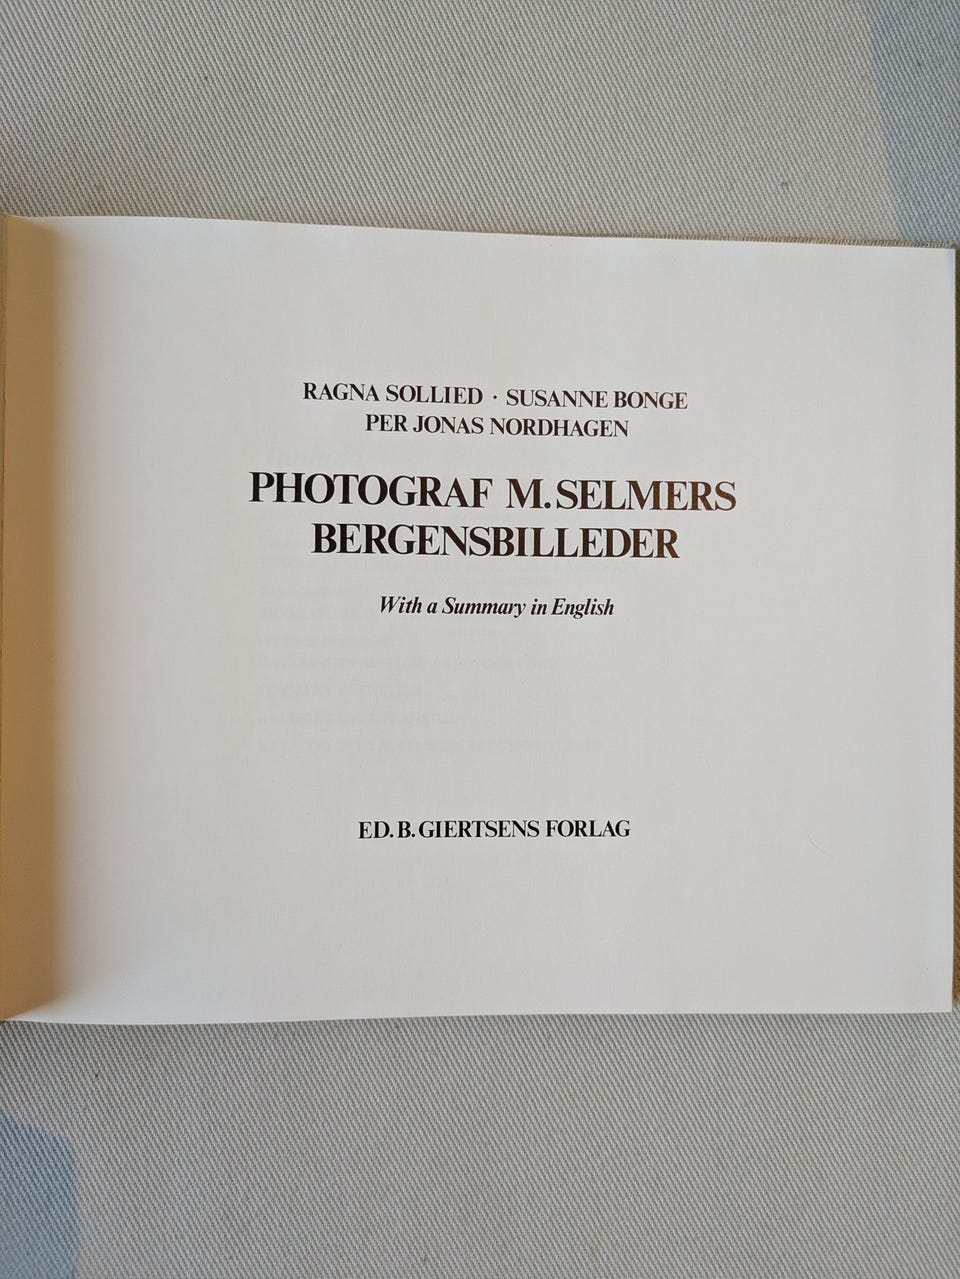 RAGNA SOLLIED · SUSANNE BONGE
PER JONAS NORDHAGEN
PHOTOGRAF M. SELMERS
BERGENSBILLEDER
With a Summary in English
ED. B. GIERTSENS FORLAG